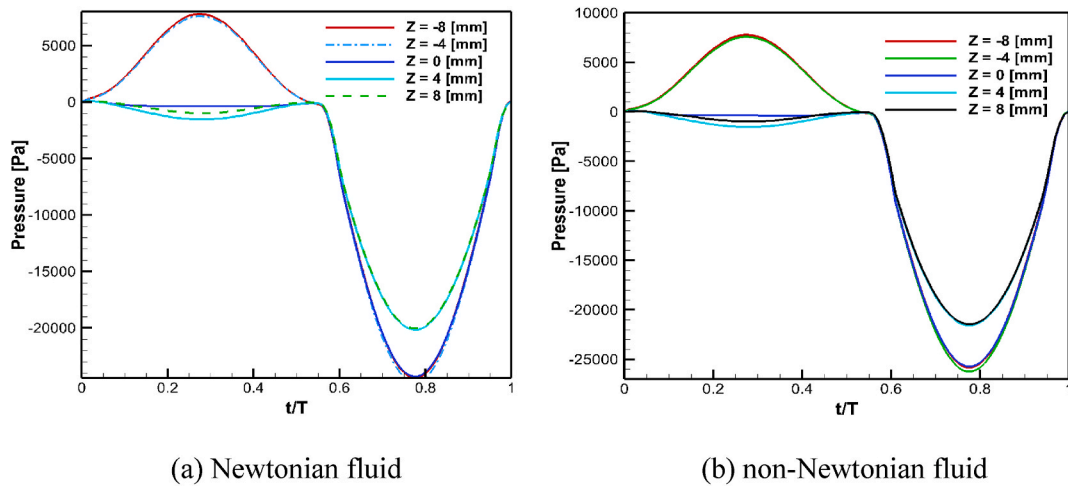 5000
0
-5000
-10000
-15000
-20000
Pressure [Pa]
0 0.2 0.4 0.6 0.8 1
t/T
Z = -8 [mm]
Z = -4 [mm]
Z = 0 [mm]
Z = 4 [mm]
Z = 8 [mm]
(a) Newtonian fluid
10000
5000
0
-5000
-10000
-15000
-20000
-25000
Pressure [Pa]
0 0.2 0.4 0.6 0.8 1
t/T
Z = -8 [mm]
Z = -4 [mm]
Z = 0 [mm]
Z = 4 [mm]
Z = 8 [mm]
(b) non-Newtonian fluid